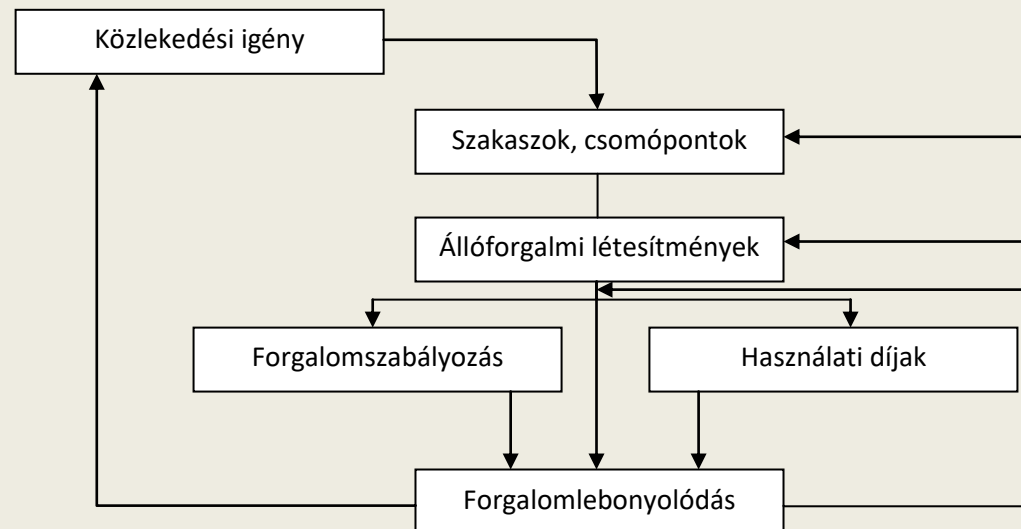 Közlekedési igény
Szakaszok, csomópontok
Állóforgalmi létesítmények
Forgalomszabályozás
Használati díjak
Forgalomlebonyolódás